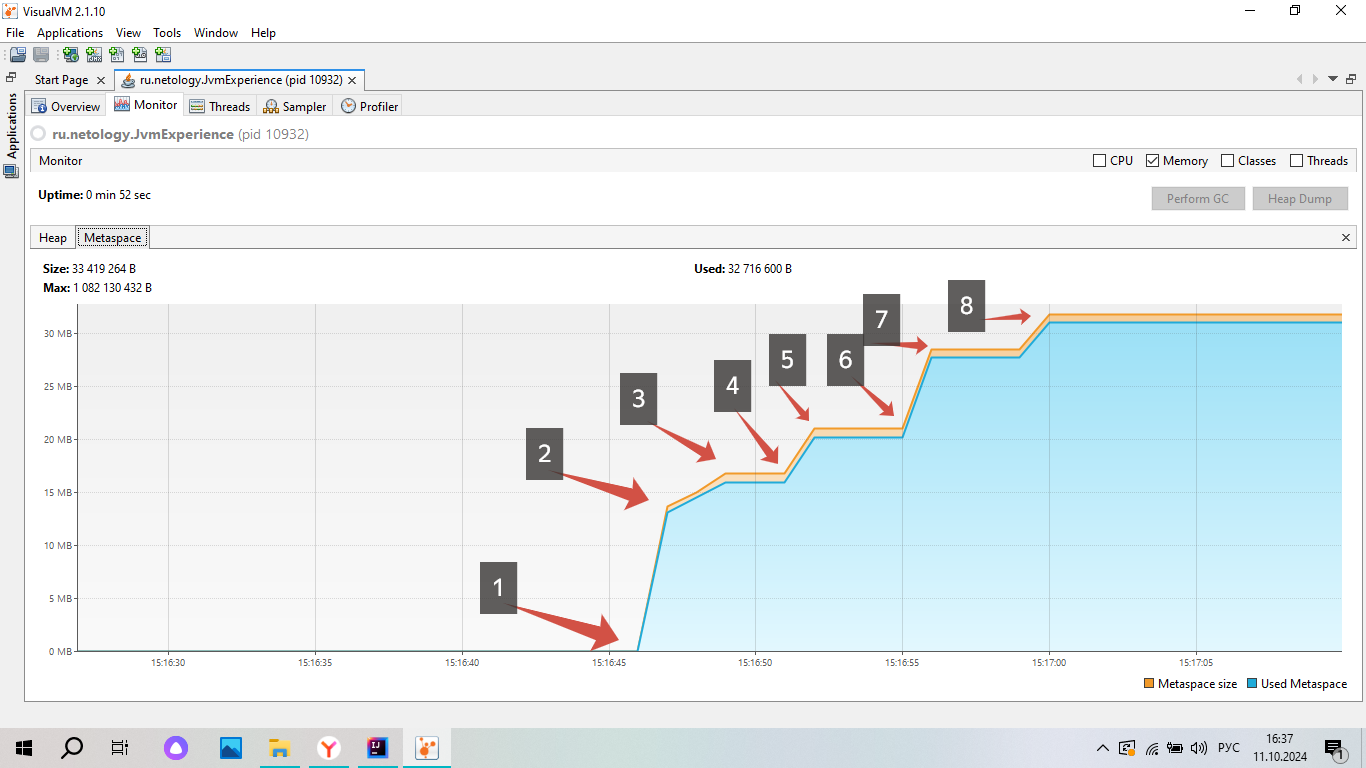 VisualVM 2.1.10
File Applications View Tools Window Help
Start Page ru.netology.JvmExperience (pid 10932)
Applications
Overview Monitor Threads Sampler Profiler
ru.netology.JvmExperience (pid 10932)
Monitor CPU Memory Classes Threads
Uptime: 0 min 52 sec Perform GC Heap Dump
Heap Metaspace
Size: 33 419 264 B Used: 32 716 600 B
Max: 1 082 130 432 B
30 MB
25 MB
20 MB
15 MB
10 MB
5 MB
0 MB
1
2
3
4
5
6
7
8
15:16:30 15:16:35 15:16:40 15:16:45 15:16:50 15:16:55 15:17:00 15:17:05
Metaspace size Used Metaspace
РУС 16:37
11.10.2024
1